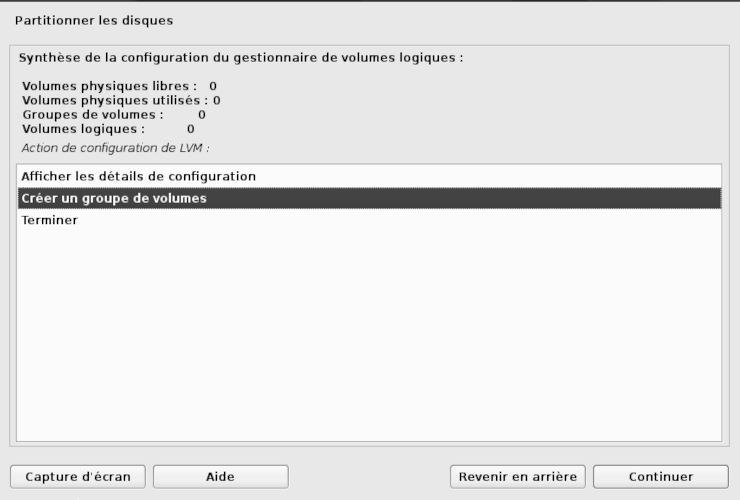 Partitionner les disques
Synthèse de la configuration du gestionnaire de volumes logiques :
Volumes physiques libres : 0
Volumes physiques utilisés : 0
Groupes de volumes : 0
Volumes logiques : 0
Action de configuration de LVM :
Afficher les détails de configuration
Créer un groupe de volumes
Terminer
Capture d'écran
Aide
Revenir en arrière
Continuer